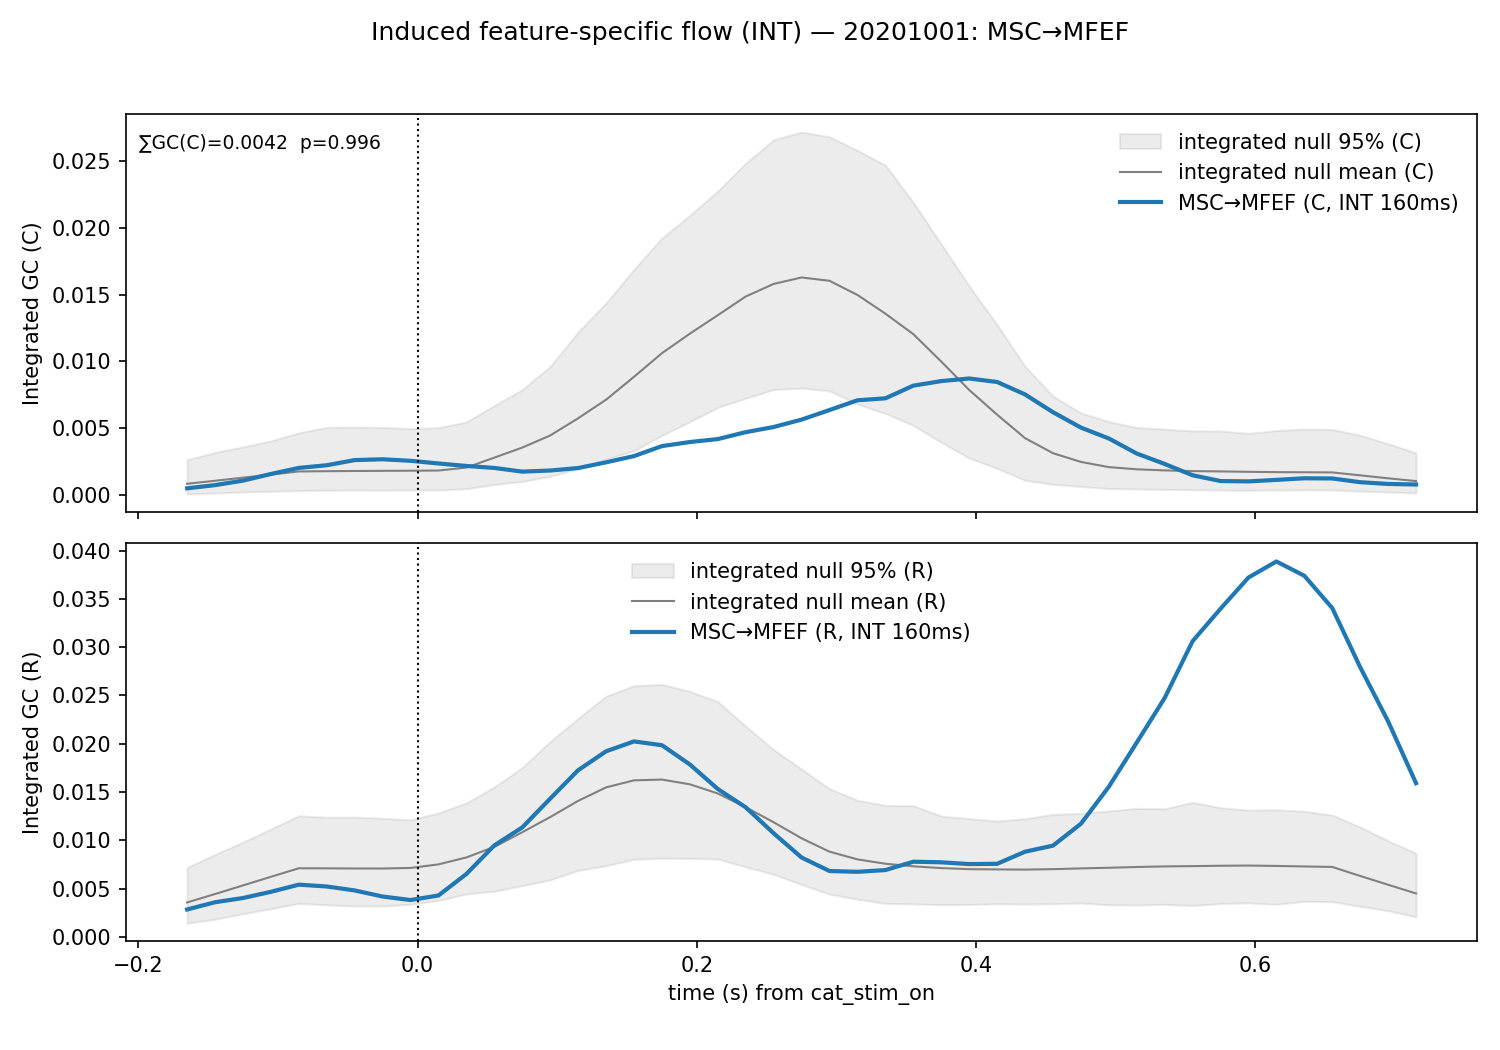 Induced feature-specific flow (INT) — 20201001: MSC→MFEF
∑GC(C)=0.0042  p=0.996
integrated null 95% (C)
integrated null mean (C)
MSC→MFEF (C, INT 160ms)
Integrated GC (C)
0.025
0.020
0.015
0.010
0.005
0.000
integrated null 95% (R)
integrated null mean (R)
MSC→MFEF (R, INT 160ms)
Integrated GC (R)
0.040
0.035
0.030
0.025
0.020
0.015
0.010
0.005
0.000
−0.2 0.0 0.2 0.4 0.6
time (s) from cat_stim_on